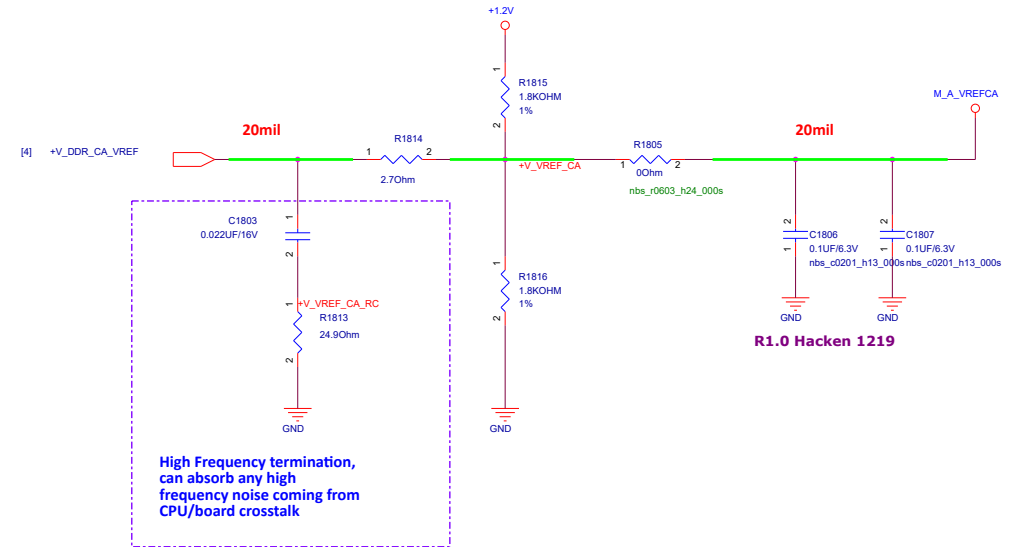 +1.2V
1
R1815
1.8KOHM
1%
2
M_A_VREFCA
20mil
20mil
[4]
+V_DDR_CA_VREF
R1814
1
2
2.7Ohm
+V_VREF_CA
R1805
1
2
0Ohm
nbs_r0603_h24_000s
C1803
0.022UF/16V
1
2
+V_VREF_CA_RC
1
R1813
24.9Ohm
2
GND
1
R1816
1.8KOHM
1%
2
GND
2
C1806
1
0.1UF/6.3V
nbs_c0201_h13_000s
GND
2
C1807
1
0.1UF/6.3V
nbs_c0201_h13_000s
GND
R1.0 Hacken 1219
High Frequency termination,
can absorb any high
frequency noise coming from
CPU/board crosstalk